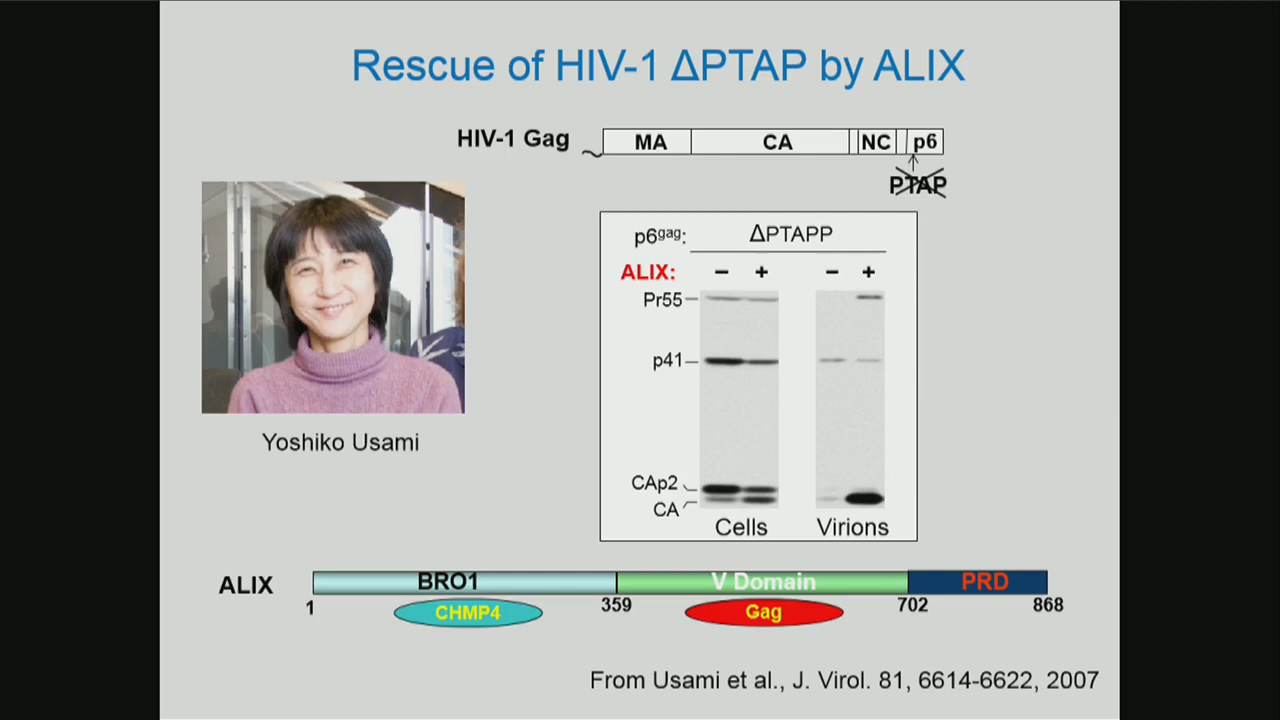 Rescue of HIV-1 ΔPTAP by ALIX
HIV-1 Gag
MA CA NC p6
PTAP
p6gag: ΔPTAPP
ALIX: − + − +
Pr55
p41
CAp2
CA
Cells Virions
Yoshiko Usami
ALIX BRO1 V Domain PRD
1 359 702 868
CHMP4 Gag
From Usami et al., J. Virol. 81, 6614-6622, 2007